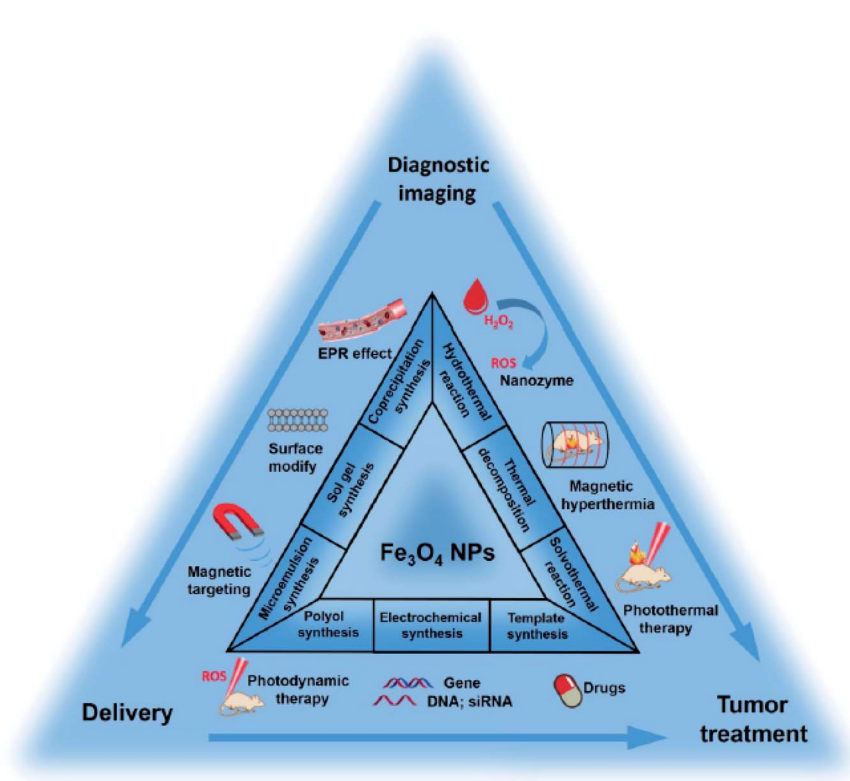 Diagnostic
imaging
H₂O₂
ROS
Nanozyme
EPR effect
Coprecipitation
synthesis
Hydrothermal
reaction
Surface
modify
Sol gel
synthesis
Thermal
decomposition
Magnetic
hyperthermia
Magnetic
targeting
Microemulsion
synthesis
Fe₃O₄ NPs
Solvothermal
reaction
Photothermal
therapy
Polyol
synthesis
Electrochemical
synthesis
Template
synthesis
ROS
Photodynamic
therapy
Gene
DNA; siRNA
Drugs
Delivery
Tumor
treatment